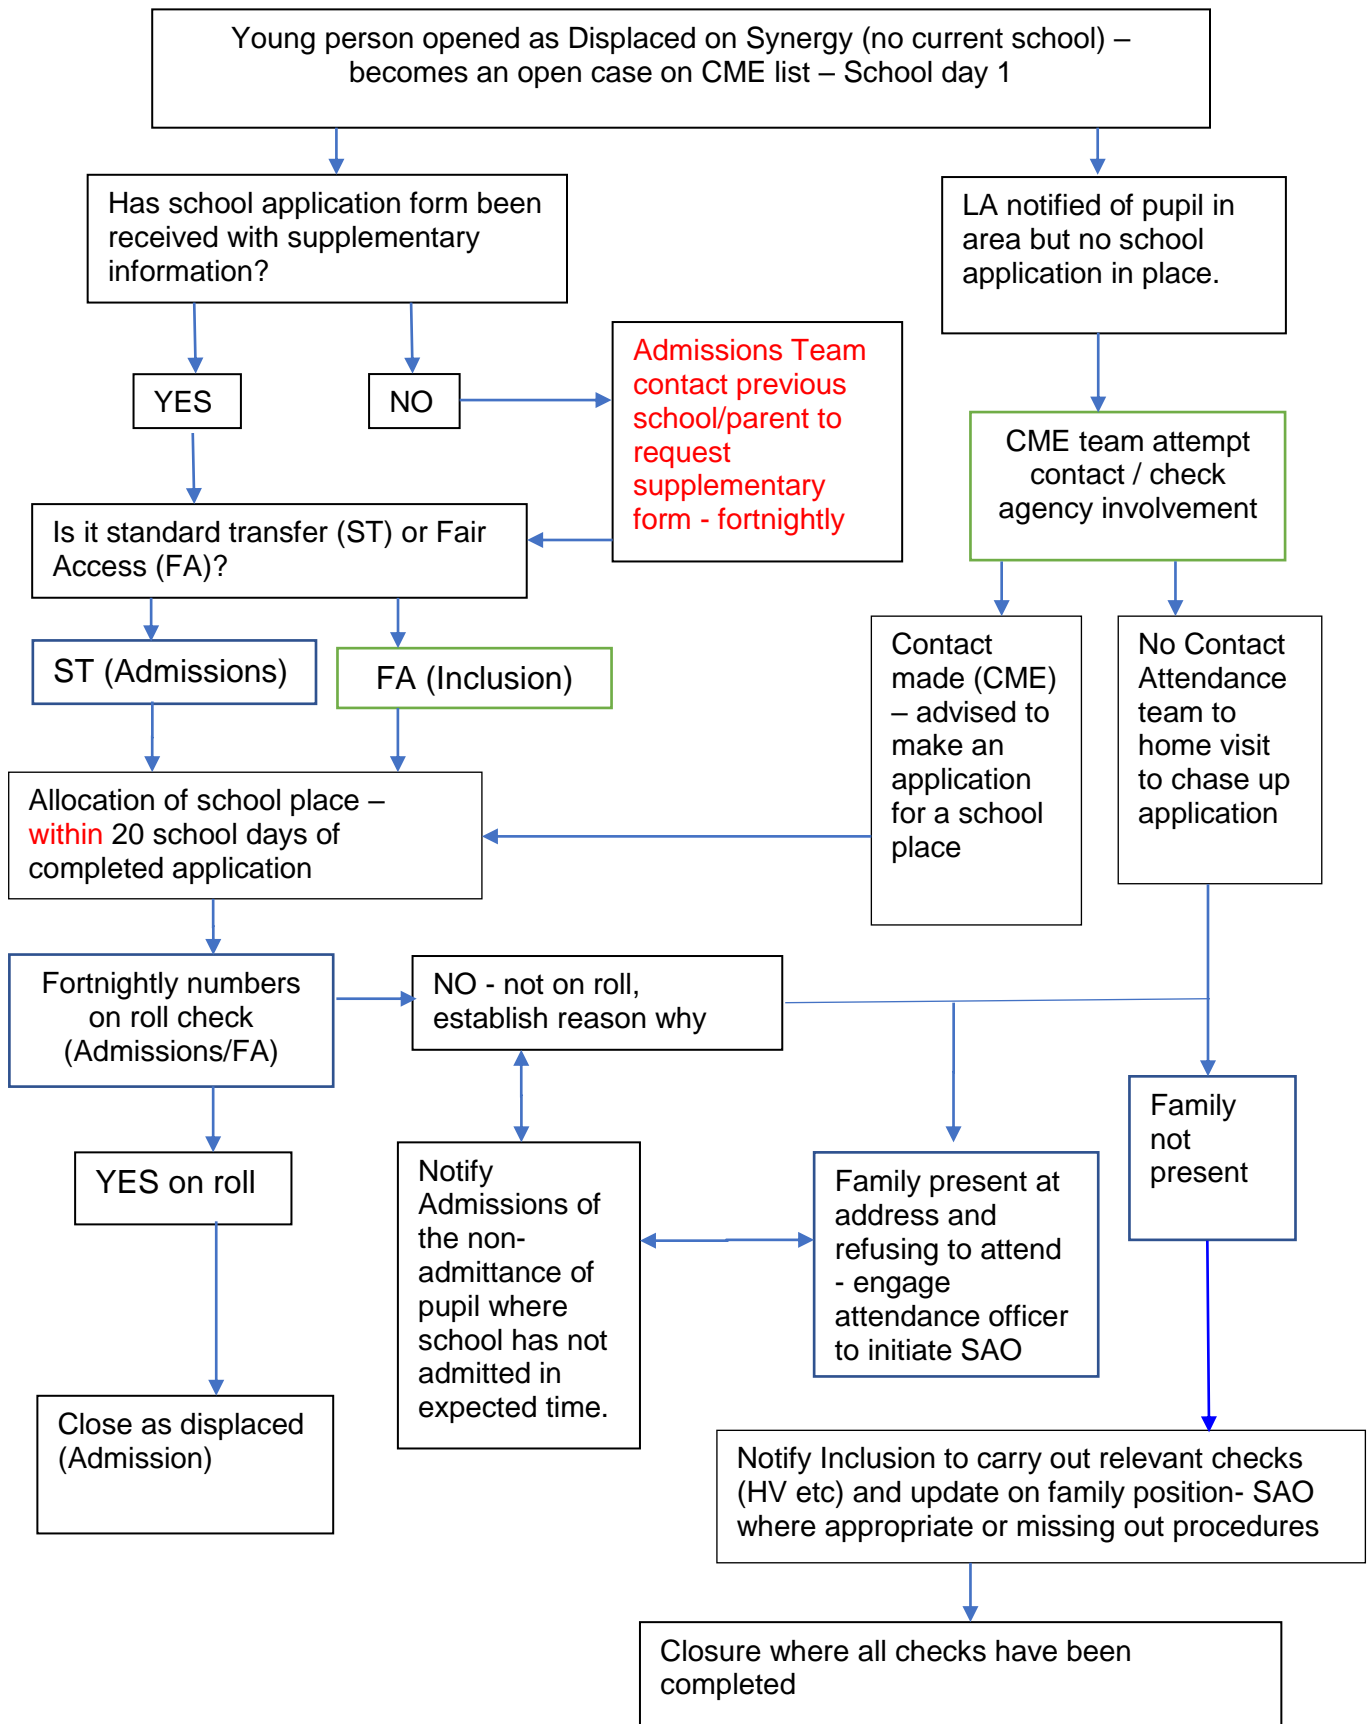 Young person opened as Displaced on Synergy (no current school) –
becomes an open case on CME list – School day 1
Has school application form been
received with supplementary
information?
LA notified of pupil in
area but no school
application in place.
YES
NO
Admissions Team
contact previous
school/parent to
request
supplementary
form - fortnightly
CME team attempt
contact / check
agency involvement
Is it standard transfer (ST) or Fair
Access (FA)?
ST (Admissions)
FA (Inclusion)
Contact
made (CME)
– advised to
make an
application
for a school
place
No Contact
Attendance
team to
home visit
to chase up
application
Allocation of school place –
within 20 school days of
completed application
Fortnightly numbers
on roll check
(Admissions/FA)
NO - not on roll,
establish reason why
Family
not
present
YES on roll
Notify
Admissions of
the non-
admittance of
pupil where
school has not
admitted in
expected time.
Family present at
address and
refusing to attend
- engage
attendance officer
to initiate SAO
Close as displaced
(Admission)
Notify Inclusion to carry out relevant checks
(HV etc) and update on family position- SAO
where appropriate or missing out procedures
Closure where all checks have been
completed